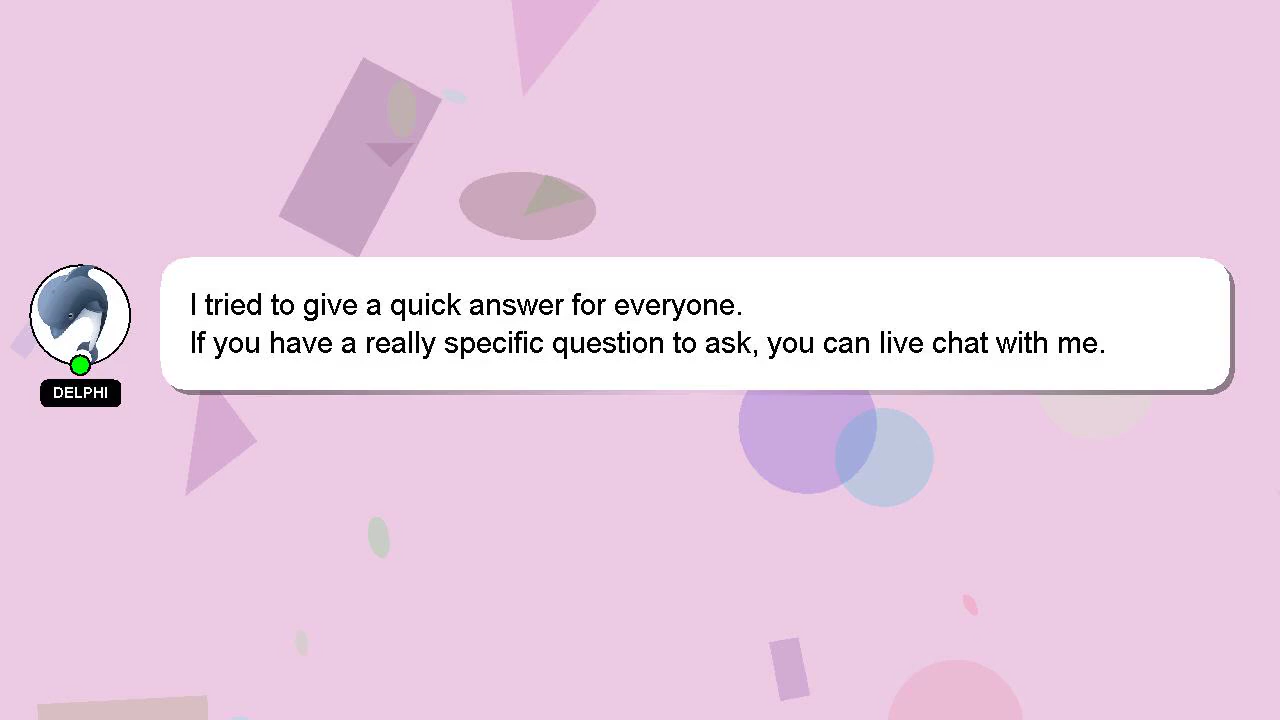 I tried to give a quick answer for everyone.
If you have a really specific question to ask, you can live chat with me.
DELPHI